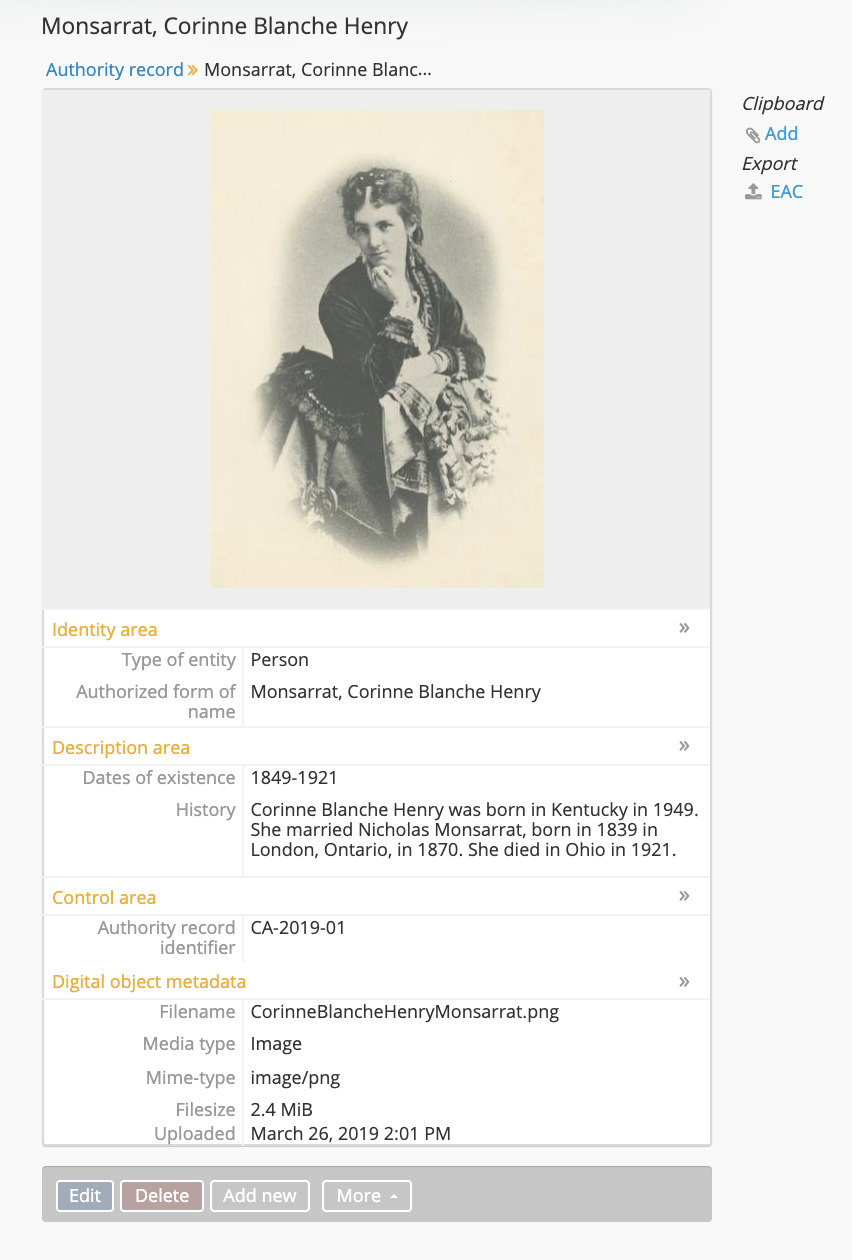 Monsarrat, Corinne Blanche Henry
Authority record » Monsarrat, Corinne Blanc...
Clipboard
Add
Export
EAC
Identity area »
Type of entity Person
Authorized form of Monsarrat, Corinne Blanche Henry
name
Description area »
Dates of existence 1849-1921
History Corinne Blanche Henry was born in Kentucky in 1949.
She married Nicholas Monsarrat, born in 1839 in
London, Ontario, in 1870. She died in Ohio in 1921.
Control area »
Authority record CA-2019-01
identifier
Digital object metadata »
Filename CorinneBlancheHenryMonsarrat.png
Media type Image
Mime-type image/png
Filesize 2.4 MiB
Uploaded March 26, 2019 2:01 PM
Edit Delete Add new More